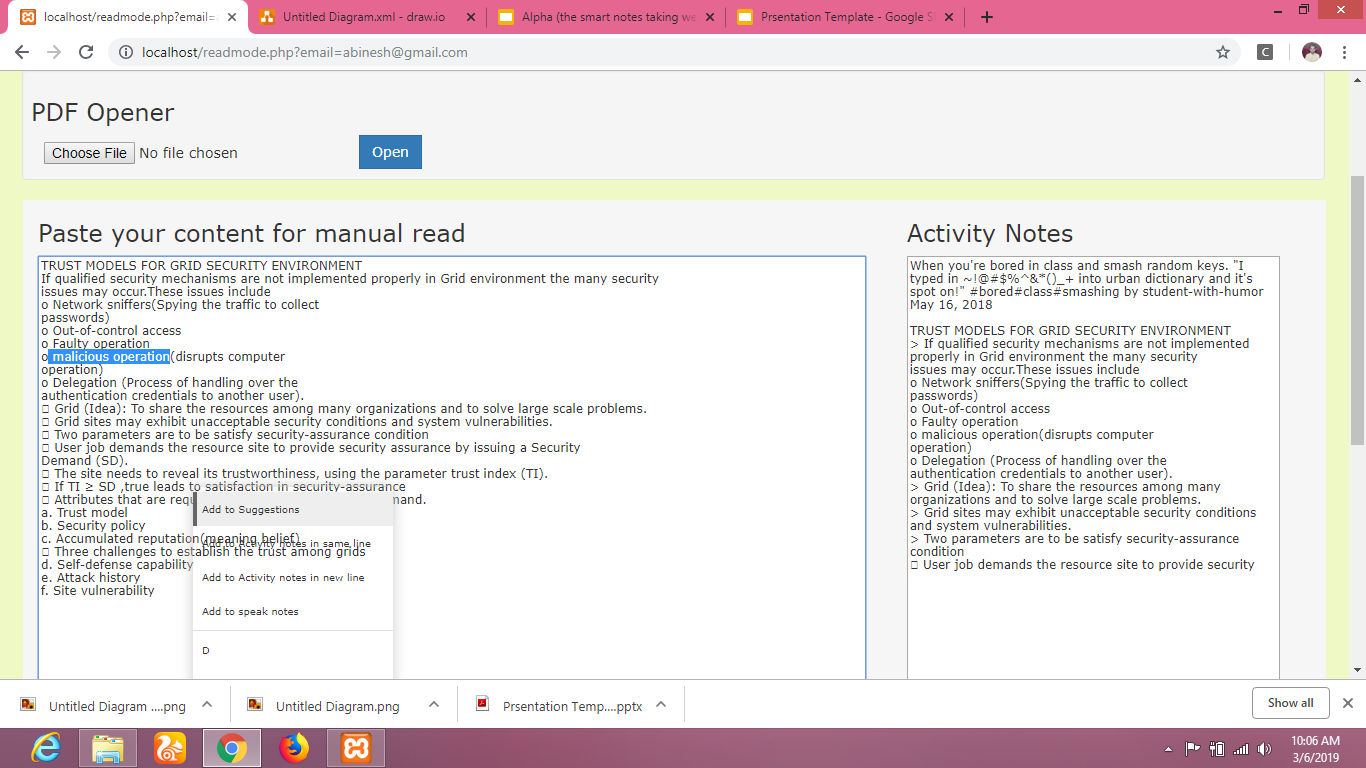 localhost/readmode.php?email=a
Untitled Diagram.xml - draw.io
Alpha (the smart notes taking we
Prsentation Template - Google S
localhost/readmode.php?email=abinesh@gmail.com
C
PDF Opener
Choose File No file chosen
Open
Paste your content for manual read
TRUST MODELS FOR GRID SECURITY ENVIRONMENT
If qualified security mechanisms are not implemented properly in Grid environment the many security
issues may occur.These issues include
o Network sniffers(Spying the traffic to collect
passwords)
o Out-of-control access
o Faulty operation
o malicious operation(disrupts computer
operation)
o Delegation (Process of handling over the
authentication credentials to another user).
 Grid (Idea): To share the resources among many organizations and to solve large scale problems.
 Grid sites may exhibit unacceptable security conditions and system vulnerabilities.
 Two parameters are to be satisfy security-assurance condition
 User job demands the resource site to provide security assurance by issuing a Security
Demand (SD).
 The site needs to reveal its trustworthiness, using the parameter trust index (TI).
 If TI ≥ SD ,true leads to satisfaction in security-assurance
 Attributes that are requ mand.
a. Trust model
b. Security policy
c. Accumulated reputation(meaning belief)
 Three challenges to establish the trust among grids
d. Self-defense capability
e. Attack history
f. Site vulnerability
Add to Suggestions
Add to Activity notes in same line
Add to Activity notes in new line
Add to speak notes
D
Activity Notes
When you're bored in class and smash random keys. "I
typed in ~!@#$%^&*()_+ into urban dictionary and it's
spot on!" #bored#class#smashing by student-with-humor
May 16, 2018
TRUST MODELS FOR GRID SECURITY ENVIRONMENT
> If qualified security mechanisms are not implemented
properly in Grid environment the many security
issues may occur.These issues include
o Network sniffers(Spying the traffic to collect
passwords)
o Out-of-control access
o Faulty operation
o malicious operation(disrupts computer
operation)
o Delegation (Process of handling over the
authentication credentials to another user).
> Grid (Idea): To share the resources among many
organizations and to solve large scale problems.
> Grid sites may exhibit unacceptable security conditions
and system vulnerabilities.
> Two parameters are to be satisfy security-assurance
condition
 User job demands the resource site to provide security
Untitled Diagram ....png
Untitled Diagram.png
Prsentation Temp....pptx
Show all
10:06 AM
3/6/2019